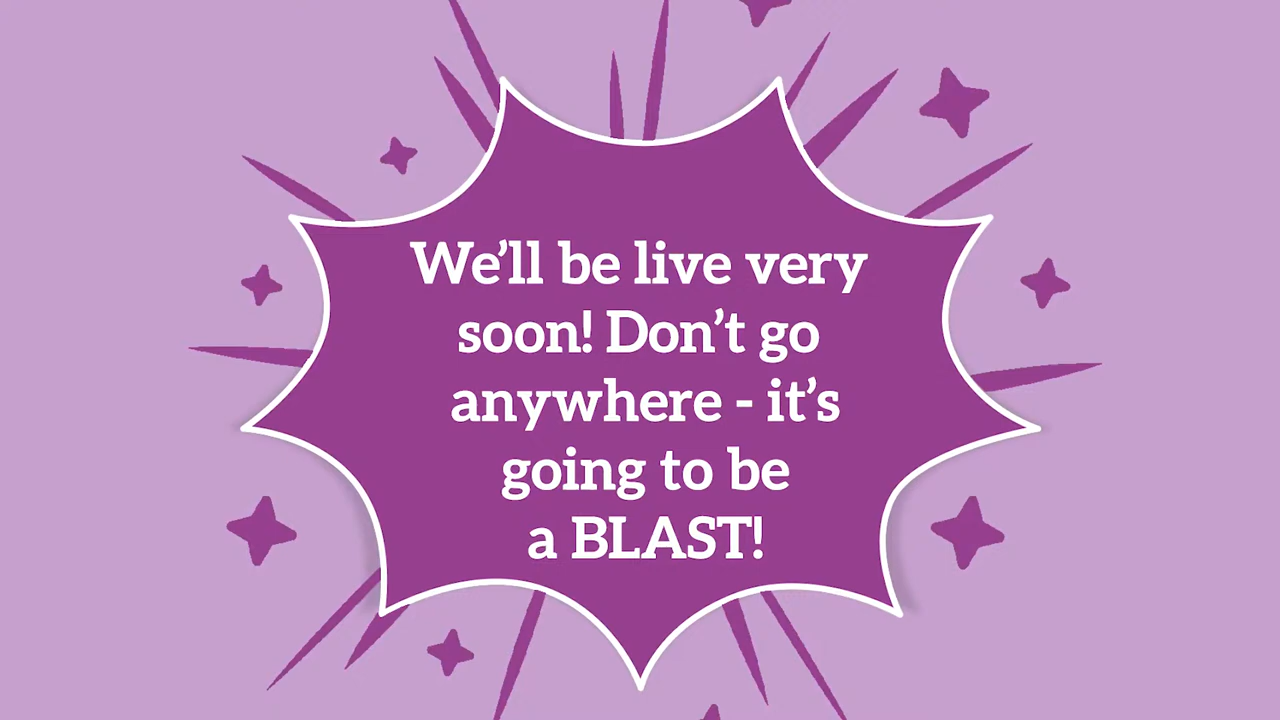 We’ll be live very
soon! Don’t go
anywhere - it’s
going to be
a BLAST!